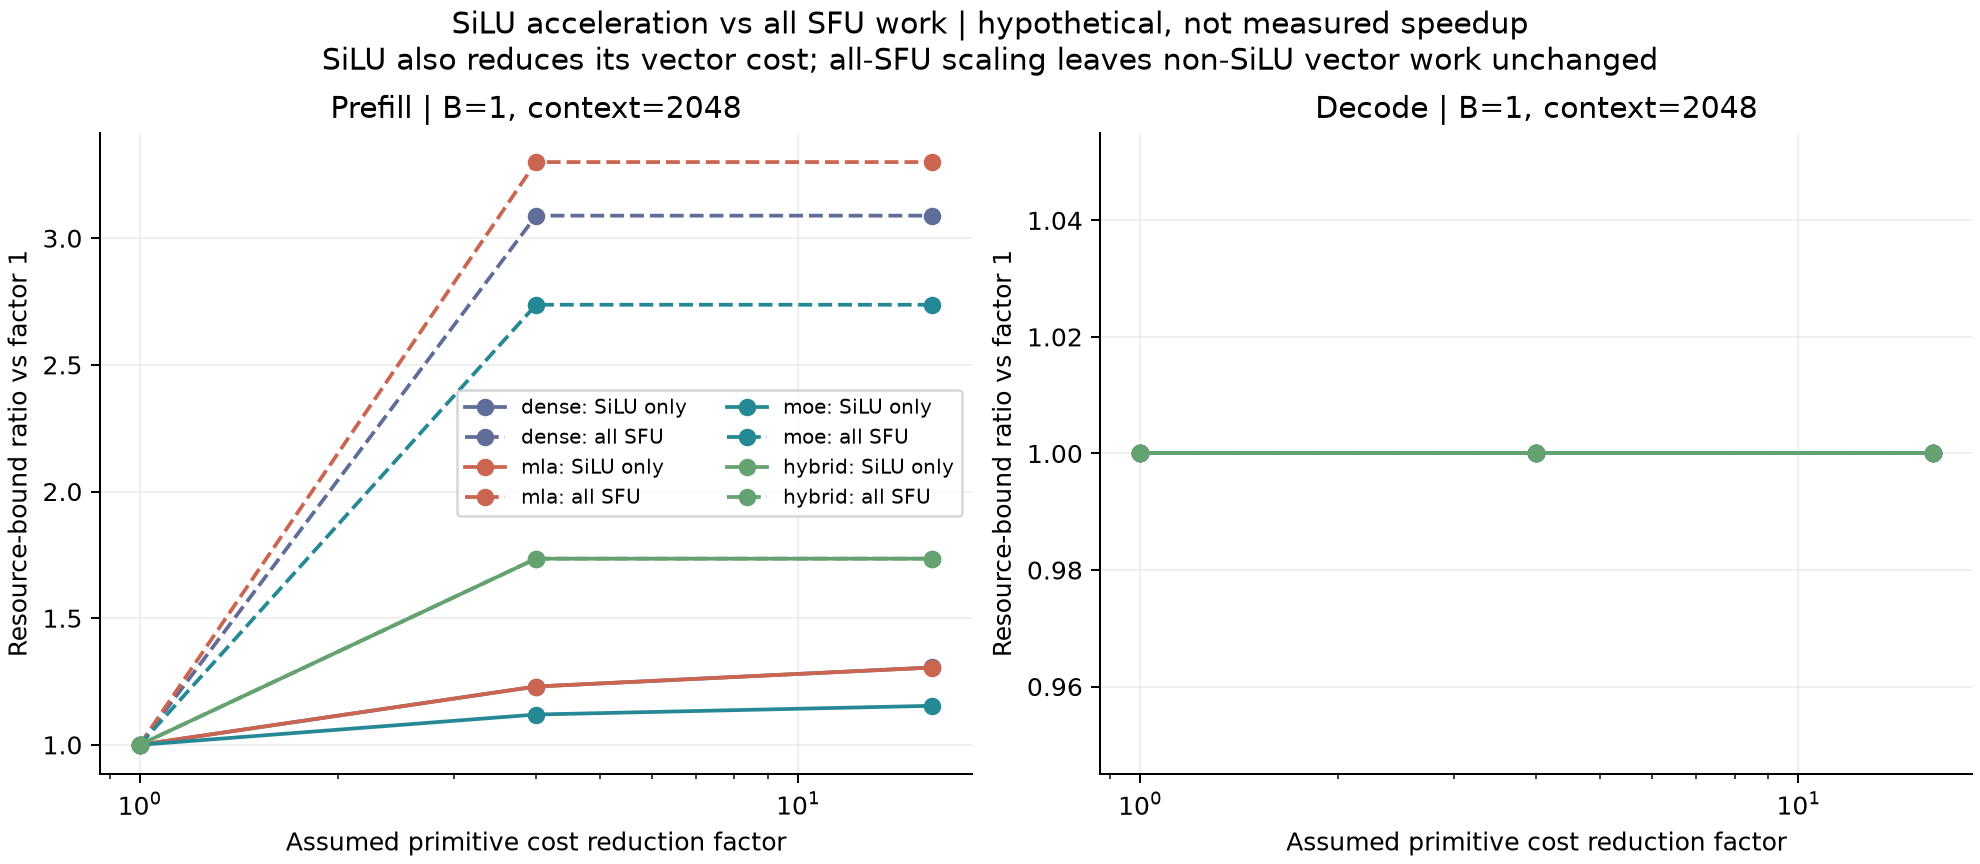 SiLU acceleration vs all SFU work | hypothetical, not measured speedup
SiLU also reduces its vector cost; all-SFU scaling leaves non-SiLU vector work unchanged
Prefill | B=1, context=2048
Resource-bound ratio vs factor 1
3.0
2.5
2.0
1.5
1.0
dense: SiLU only
dense: all SFU
mla: SiLU only
mla: all SFU
moe: SiLU only
moe: all SFU
hybrid: SiLU only
hybrid: all SFU
10⁰
10¹
Assumed primitive cost reduction factor
Decode | B=1, context=2048
Resource-bound ratio vs factor 1
1.04
1.02
1.00
0.98
0.96
10⁰
10¹
Assumed primitive cost reduction factor